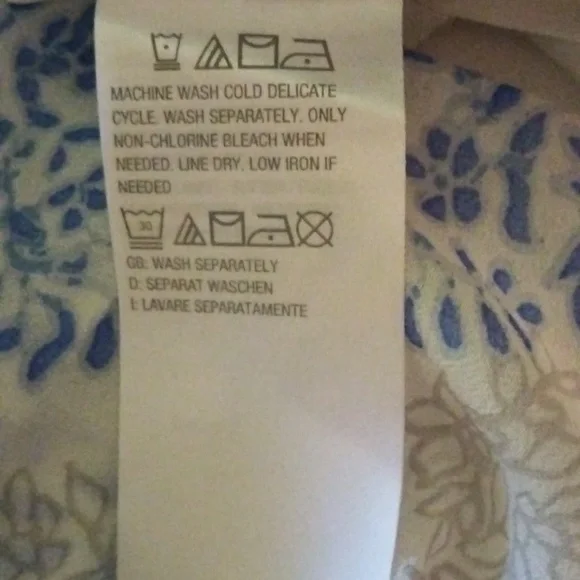 MACHINE WASH COLD DELICATE
CYCLE. WASH SEPARATELY. ONLY
NON-CHLORINE BLEACH WHEN
NEEDED. LINE DRY. LOW IRON IF
NEEDED
30
GB: WASH SEPARATELY
D: SEPARAT WASCHEN
I: LAVARE SEPARATAMENTE